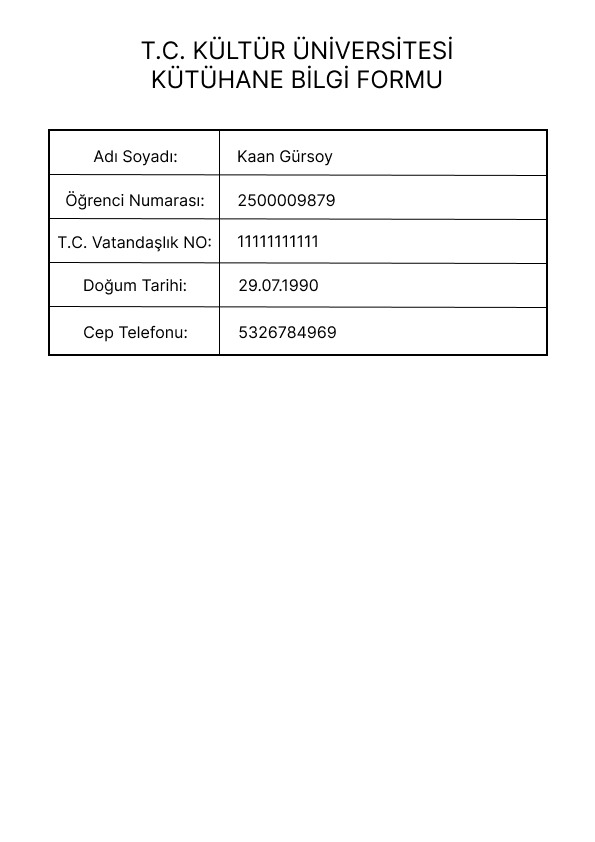 T.C. KÜLTÜR ÜNİVERSİTESİ
KÜTÜHANE BİLGİ FORMU
Adı Soyadı: Kaan Gürsoy
Öğrenci Numarası: 2500009879
T.C. Vatandaşlık NO: 11111111111
Doğum Tarihi: 29.07.1990
Cep Telefonu: 5326784969